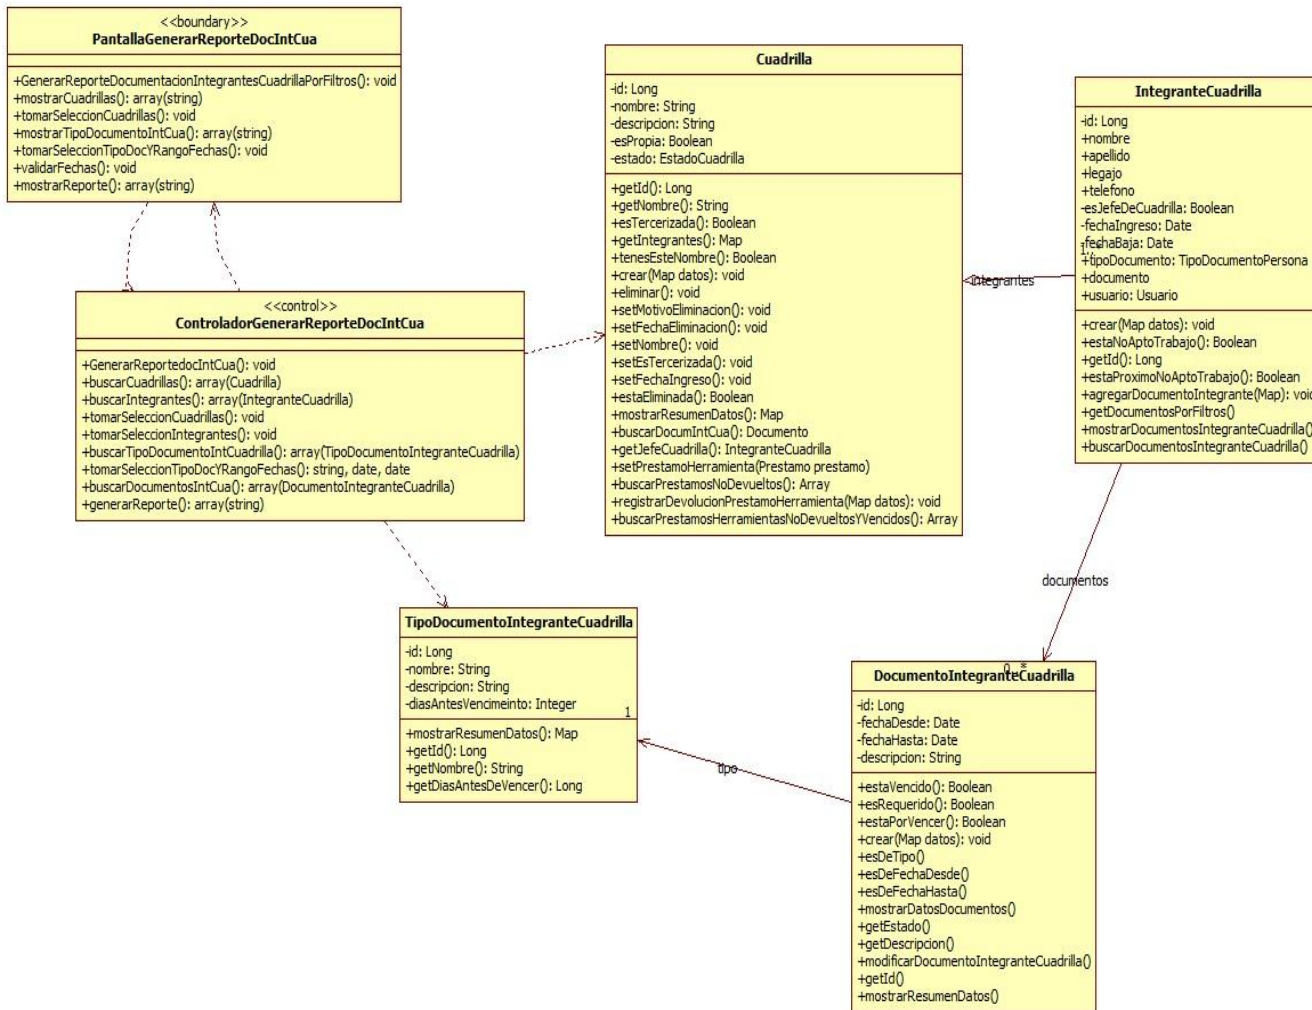 <<boundary>>
PantallaGenerarReporteDocIntCua
+GenerarReporteDocumentacionIntegrantesCuadrillaPorFiltros(): void
+mostrarCuadrillas(): array(string)
+tomarSeleccionCuadrillas(): void
+mostrarTipoDocumentoIntCua(): array(string)
+tomarSeleccionTipoDocYRangoFechas(): void
+validarFechas(): void
+mostrarReporte(): array(string)
<<control>>
ControladorGenerarReporteDocIntCua
+GenerarReportedocIntCua(): void
+buscarCuadrillas(): array(Cuadrilla)
+buscarIntegrantes(): array(IntegranteCuadrilla)
+tomarSeleccionCuadrillas(): void
+tomarSeleccionIntegrantes(): void
+buscarTipoDocumentoIntCuadrilla(): array(TipoDocumentoIntegranteCuadrilla)
+tomarSeleccionTipoDocYRangoFechas(): string, date, date
+buscarDocumentosIntCua(): array(DocumentoIntegranteCuadrilla)
+generarReporte(): array(string)
Cuadrilla
-id: Long
-nombre: String
-descripcion: String
-esPropia: Boolean
-estado: EstadoCuadrilla
+getId(): Long
+getNombre(): String
+esTercerizada(): Boolean
+getIntegrantes(): Map
+tenesEsteNombre(): Boolean
+crear(Map datos): void
+eliminar(): void
+setMotivoEliminacion(): void
+setFechaEliminacion(): void
+setNombre(): void
+setEsTercerizada(): void
+setFechaIngreso(): void
+estaEliminada(): Boolean
+mostrarResumenDatos(): Map
+buscarDocumIntCua(): Documento
+getJefeCuadrilla(): IntegranteCuadrilla
+setPrestamoHerramienta(Prestamo prestamo)
+buscarPrestamosNoDevueltos(): Array
+registrarDevolucionPrestamoHerramienta(Map datos): void
+buscarPrestamosHerramientasNoDevueltosYVencidos(): Array
integrantes
IntegranteCuadrilla
-id: Long
+nombre
+apellido
+legajo
+telefono
-esJefeDeCuadrilla: Boolean
-fechaIngreso: Date
-fechaBaja: Date
+tipoDocumento: TipoDocumentoPersona
+documento
+usuario: Usuario
+crear(Map datos): void
+estaNoAptoTrabajo(): Boolean
+getId(): Long
+estaProximoNoAptoTrabajo(): Boolean
+agregarDocumentoIntegrante(Map): void
+getDocumentosPorFiltros()
+mostrarDocumentosIntegranteCuadrilla()
+buscarDocumentosIntegranteCuadrilla()
documentos
0..*
TipoDocumentoIntegranteCuadrilla
-id: Long
-nombre: String
-descripcion: String
-diasAntesVencimeinto: Integer
1
+mostrarResumenDatos(): Map
+getId(): Long
+getNombre(): String
+getDiasAntesDeVencer(): Long
tipo
DocumentoIntegranteCuadrilla
-id: Long
-fechaDesde: Date
-fechaHasta: Date
-descripcion: String
+estaVencido(): Boolean
+esRequerido(): Boolean
+estaPorVencer(): Boolean
+crear(Map datos): void
+esDeTipo()
+esDeFechaDesde()
+esDeFechaHasta()
+mostrarDatosDocumentos()
+getEstado()
+getDescripcion()
+modificarDocumentoIntegranteCuadrilla()
+getId()
+mostrarResumenDatos()